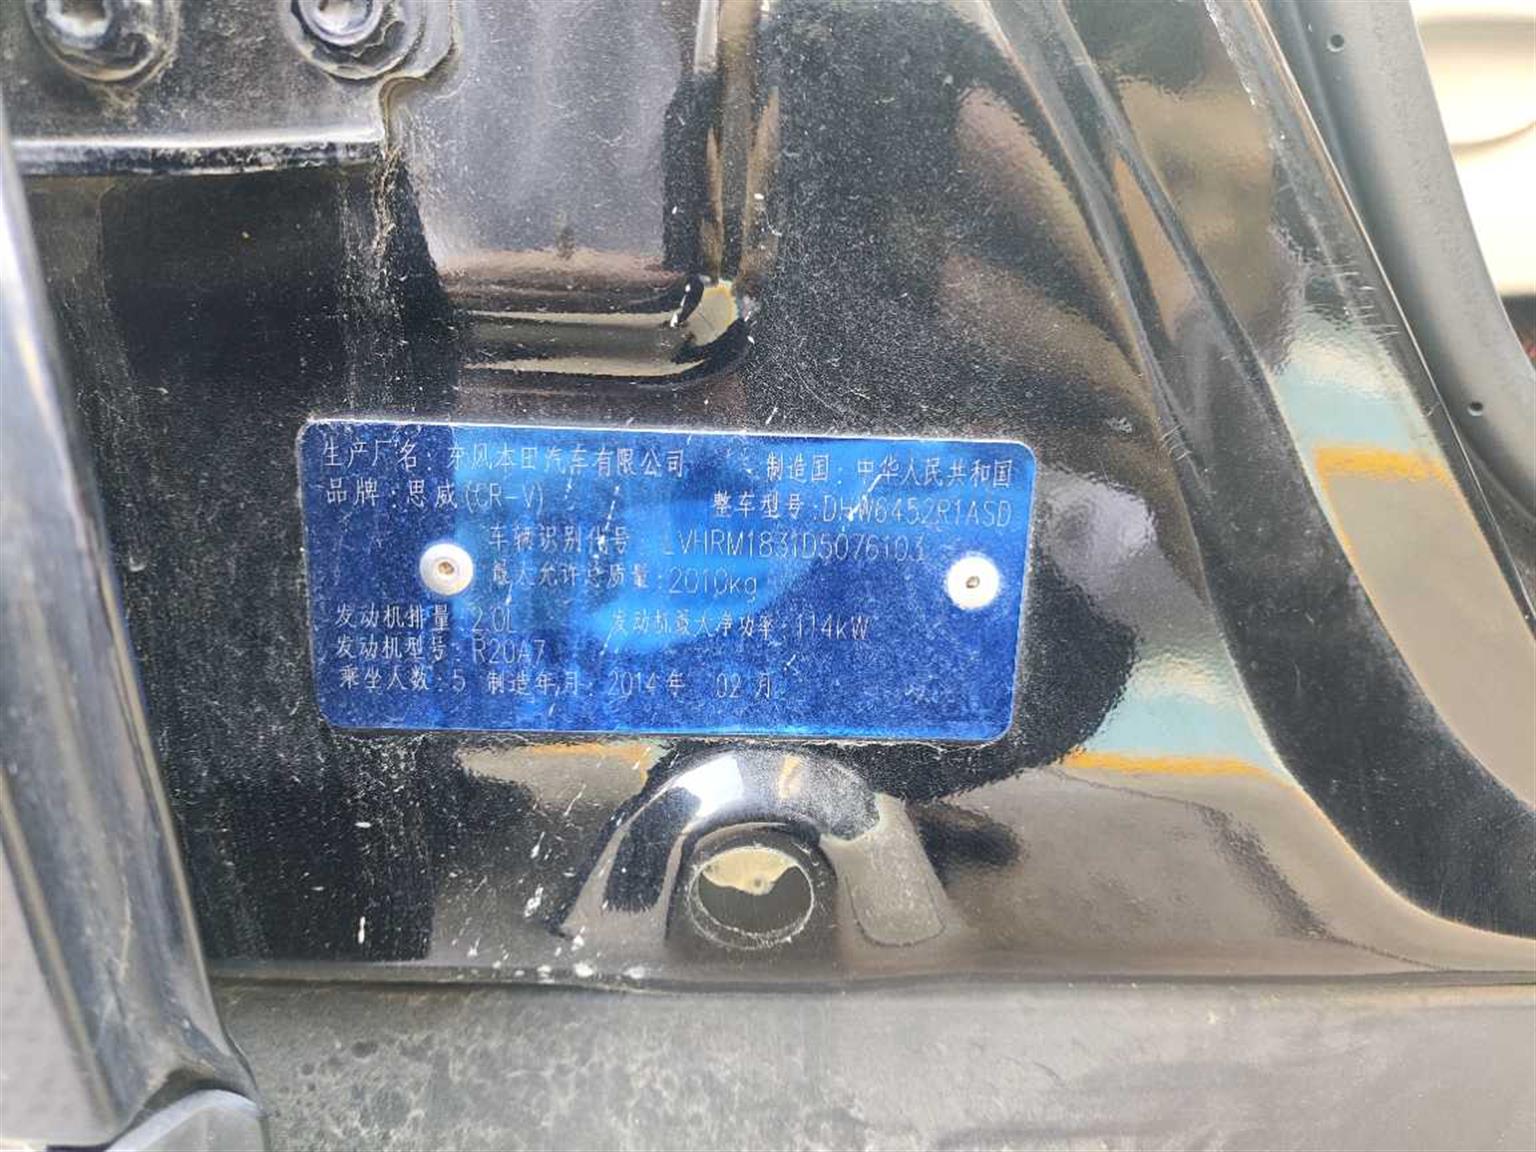 生产厂名：东风本田汽车有限公司 制造国：中华人民共和国
品牌：思威(CR-V) 整车型号：DHW6452R1ASD
车辆识别代号：LVHRM1831D5076103
最大允许总质量：2010kg
发动机排量：2.0L 发动机最大净功率：114kW
发动机型号：R20A7
乘坐人数：5 制造年月：2014年 02月